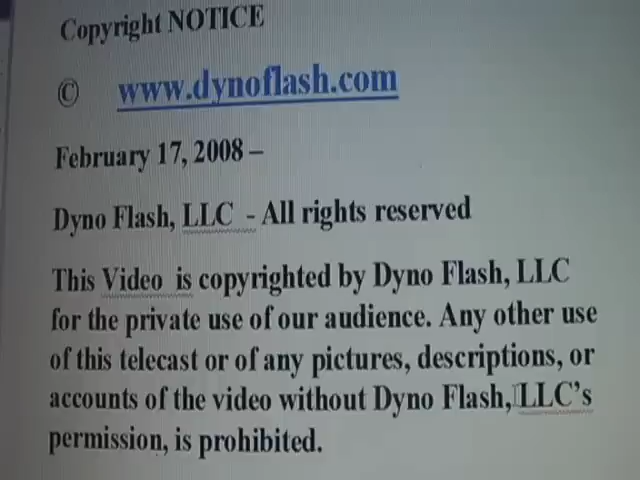 Copyright NOTICE
© www.dynoflash.com
February 17, 2008 –
Dyno Flash, LLC - All rights reserved
This Video is copyrighted by Dyno Flash, LLC
for the private use of our audience. Any other use
of this telecast or of any pictures, descriptions, or
accounts of the video without Dyno Flash, LLC's
permission, is prohibited.